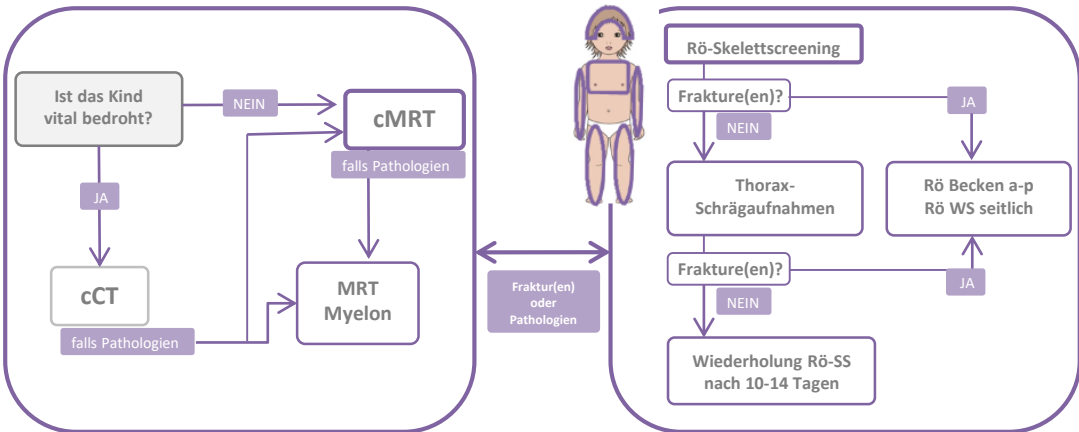 Ist das Kind
vital bedroht?
NEIN
cMRT
falls Pathologien
JA
cCT
falls Pathologien
MRT
Myelon
Fraktur(en)
oder
Pathologien
Rö-Skelettscreening
Frakture(en)?
JA
NEIN
Thorax-
Schrägaufnahmen
Rö Becken a-p
Rö WS seitlich
Frakture(en)?
JA
NEIN
Wiederholung Rö-SS
nach 10-14 Tagen